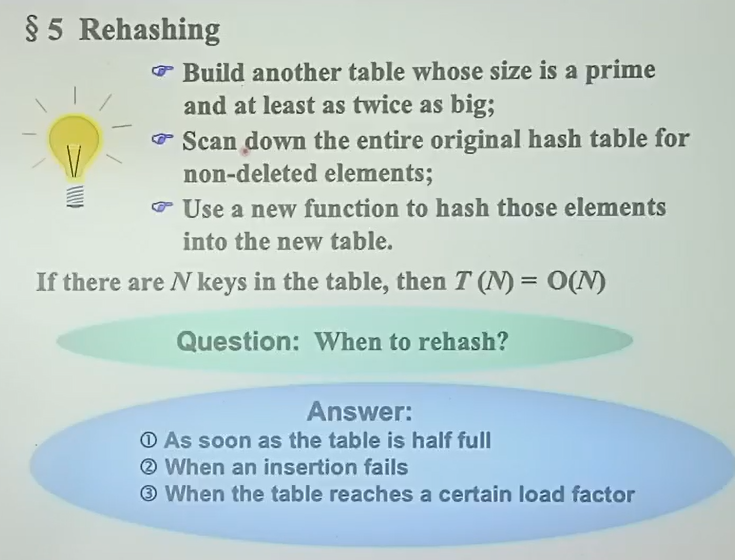 § 5 Rehashing
☞ Build another table whose size is a prime
and at least as twice as big;
☞ Scan down the entire original hash table for
non-deleted elements;
☞ Use a new function to hash those elements
into the new table.
If there are N keys in the table, then T (N) = O(N)
Question: When to rehash?
Answer:
① As soon as the table is half full
② When an insertion fails
③ When the table reaches a certain load factor